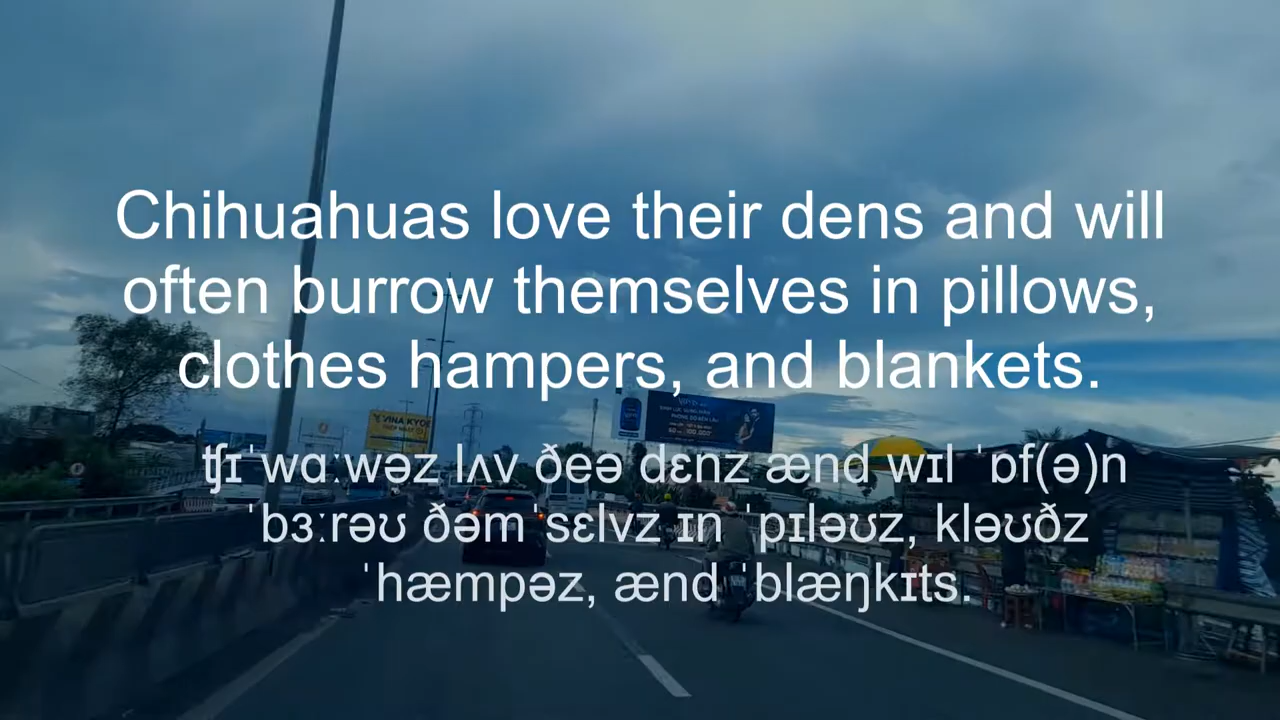 Chihuahuas love their dens and will
often burrow themselves in pillows,
clothes hampers, and blankets.
ʧɪˈwɑːwəz lʌv ðeə dɛnz ænd wɪl ˈɒf(ə)n
ˈbɜːrəʊ ðəmˈsɛlvz ɪn ˈpɪləʊz, kləʊðz
ˈhæmpəz, ænd ˈblæŋkɪts.
VINA KYOEI